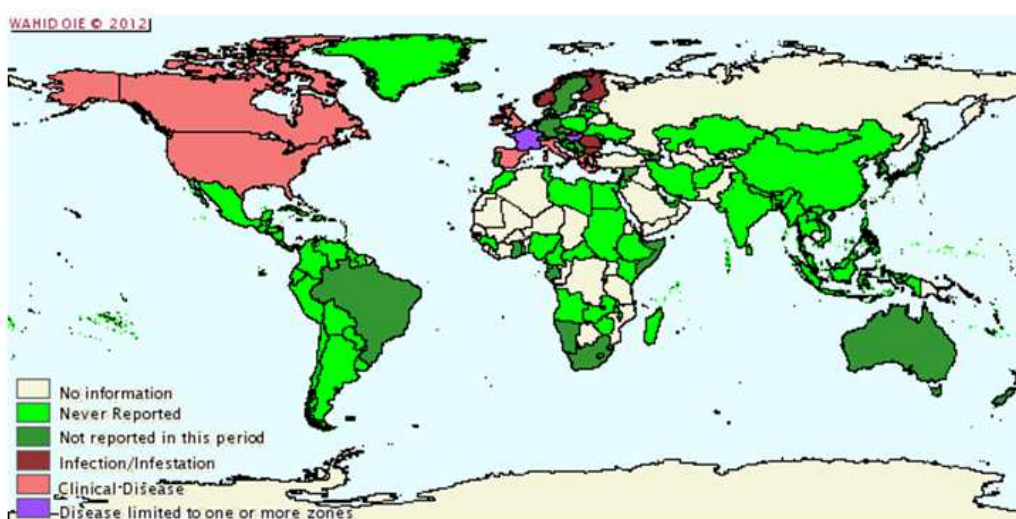 WAHID OIE © 2012
No information
Never Reported
Not reported in this period
Infection/Infestation
Clinical Disease
Disease limited to one or more zones